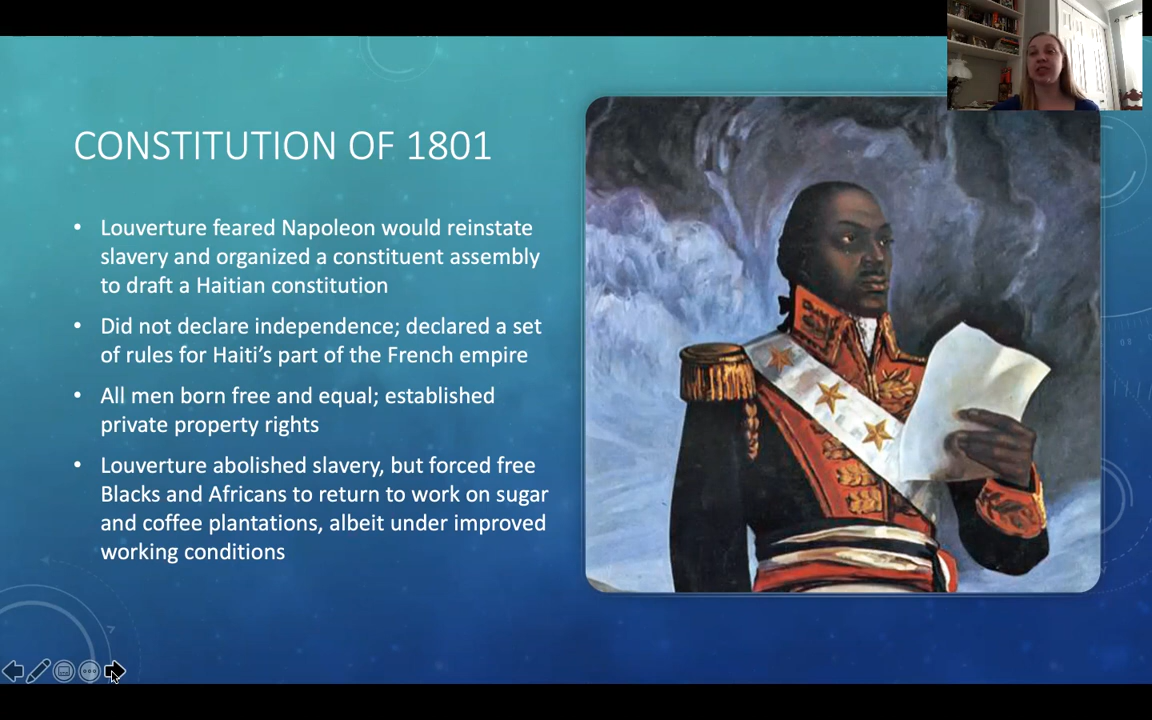 CONSTITUTION OF 1801
• Louverture feared Napoleon would reinstate
slavery and organized a constituent assembly
to draft a Haitian constitution
• Did not declare independence; declared a set
of rules for Haiti’s part of the French empire
• All men born free and equal; established
private property rights
• Louverture abolished slavery, but forced free
Blacks and Africans to return to work on sugar
and coffee plantations, albeit under improved
working conditions